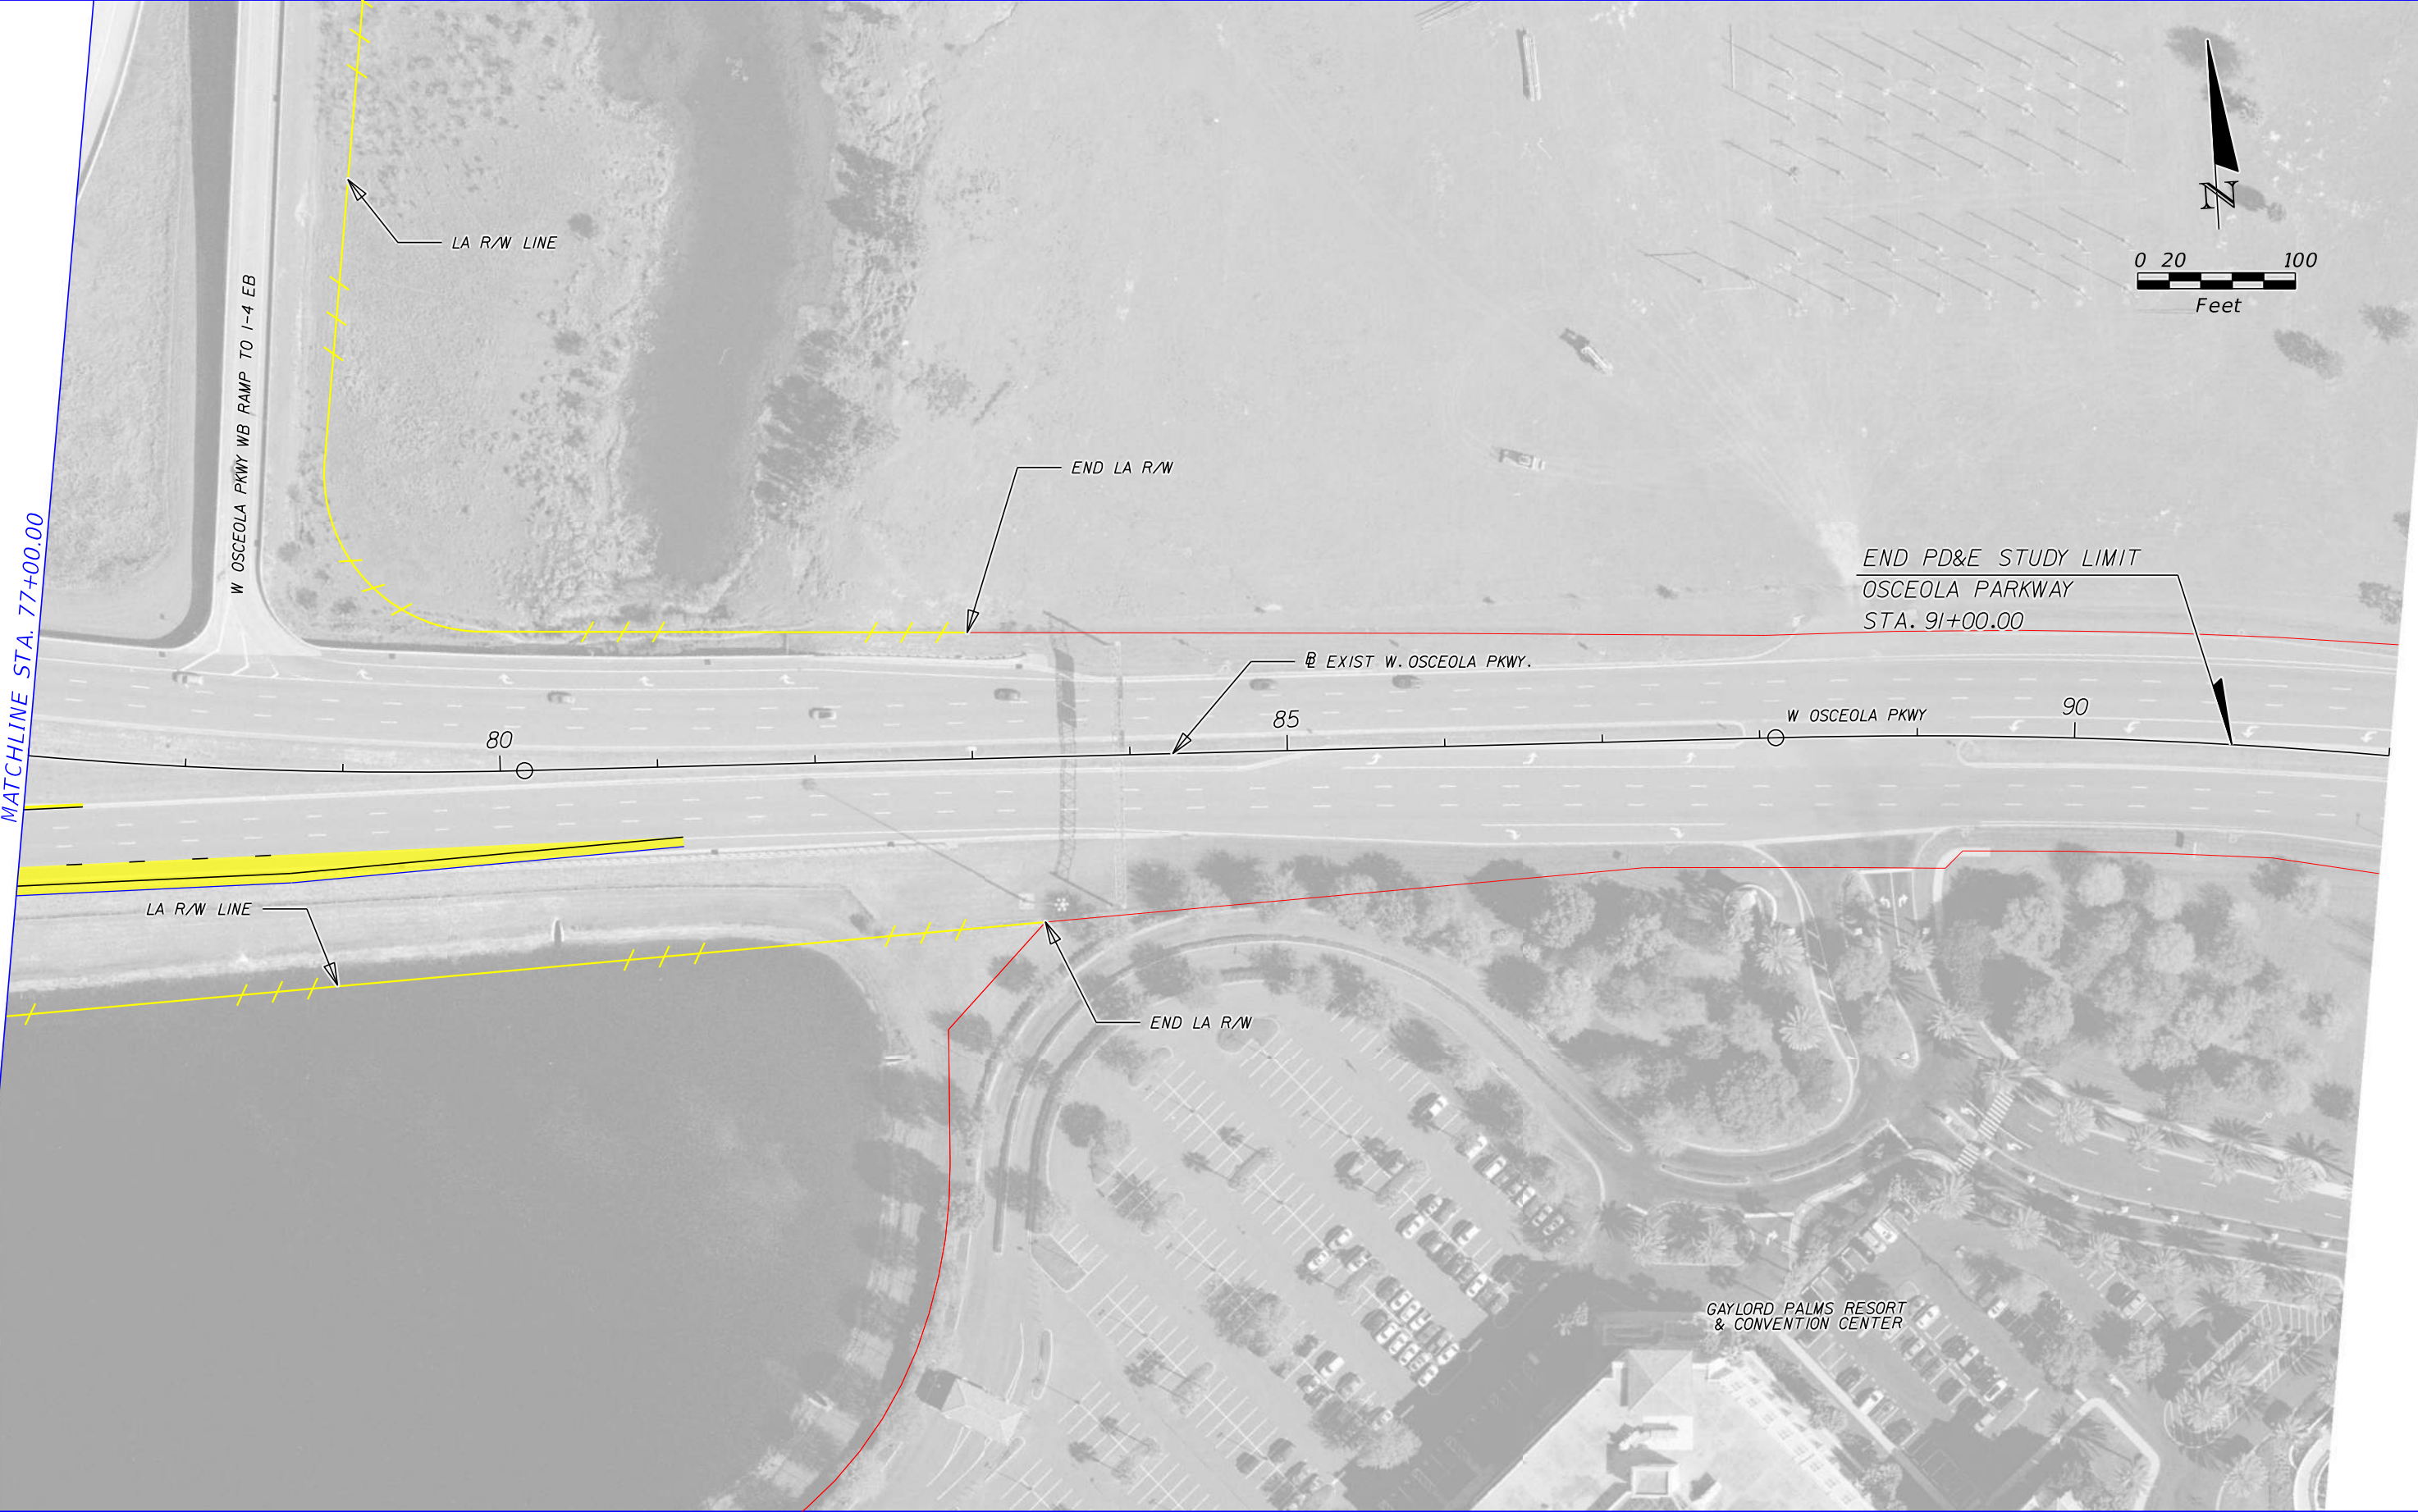 LA R/W LINE
0 20 100
Feet
W OSCEOLA PKWY WB RAMP TO I-4 EB
MATCHLINE STA. 77+00.00
END LA R/W
END PD&E STUDY LIMIT
OSCEOLA PARKWAY
STA. 91+00.00
EXIST W. OSCEOLA PKWY.
80
85
W OSCEOLA PKWY
90
LA R/W LINE
END LA R/W
GAYLORD PALMS RESORT
& CONVENTION CENTER
N